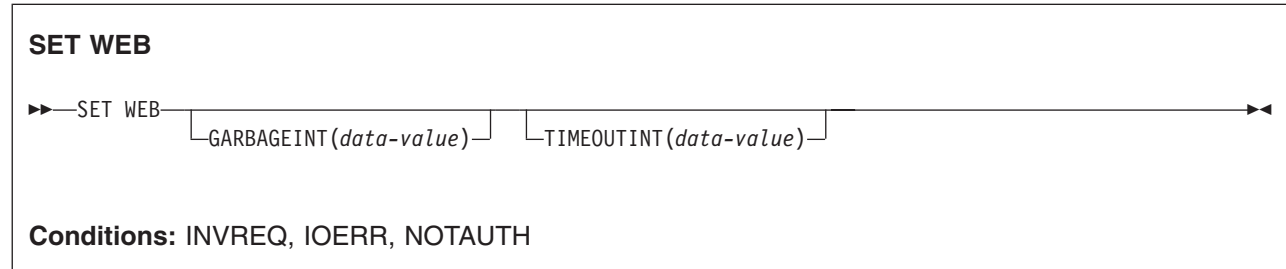 SET WEB
SET WEB GARBAGEINT(data-value) TIMEOUTINT(data-value)
Conditions: INVREQ, IOERR, NOTAUTH